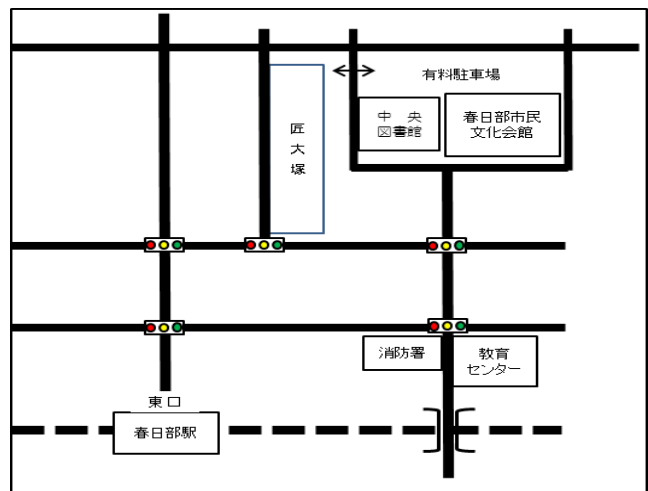 有料駐車場
中　央
図書館
春日部市民
文化会館
匠
大
塚
消防署
教育
センター
東口
春日部駅